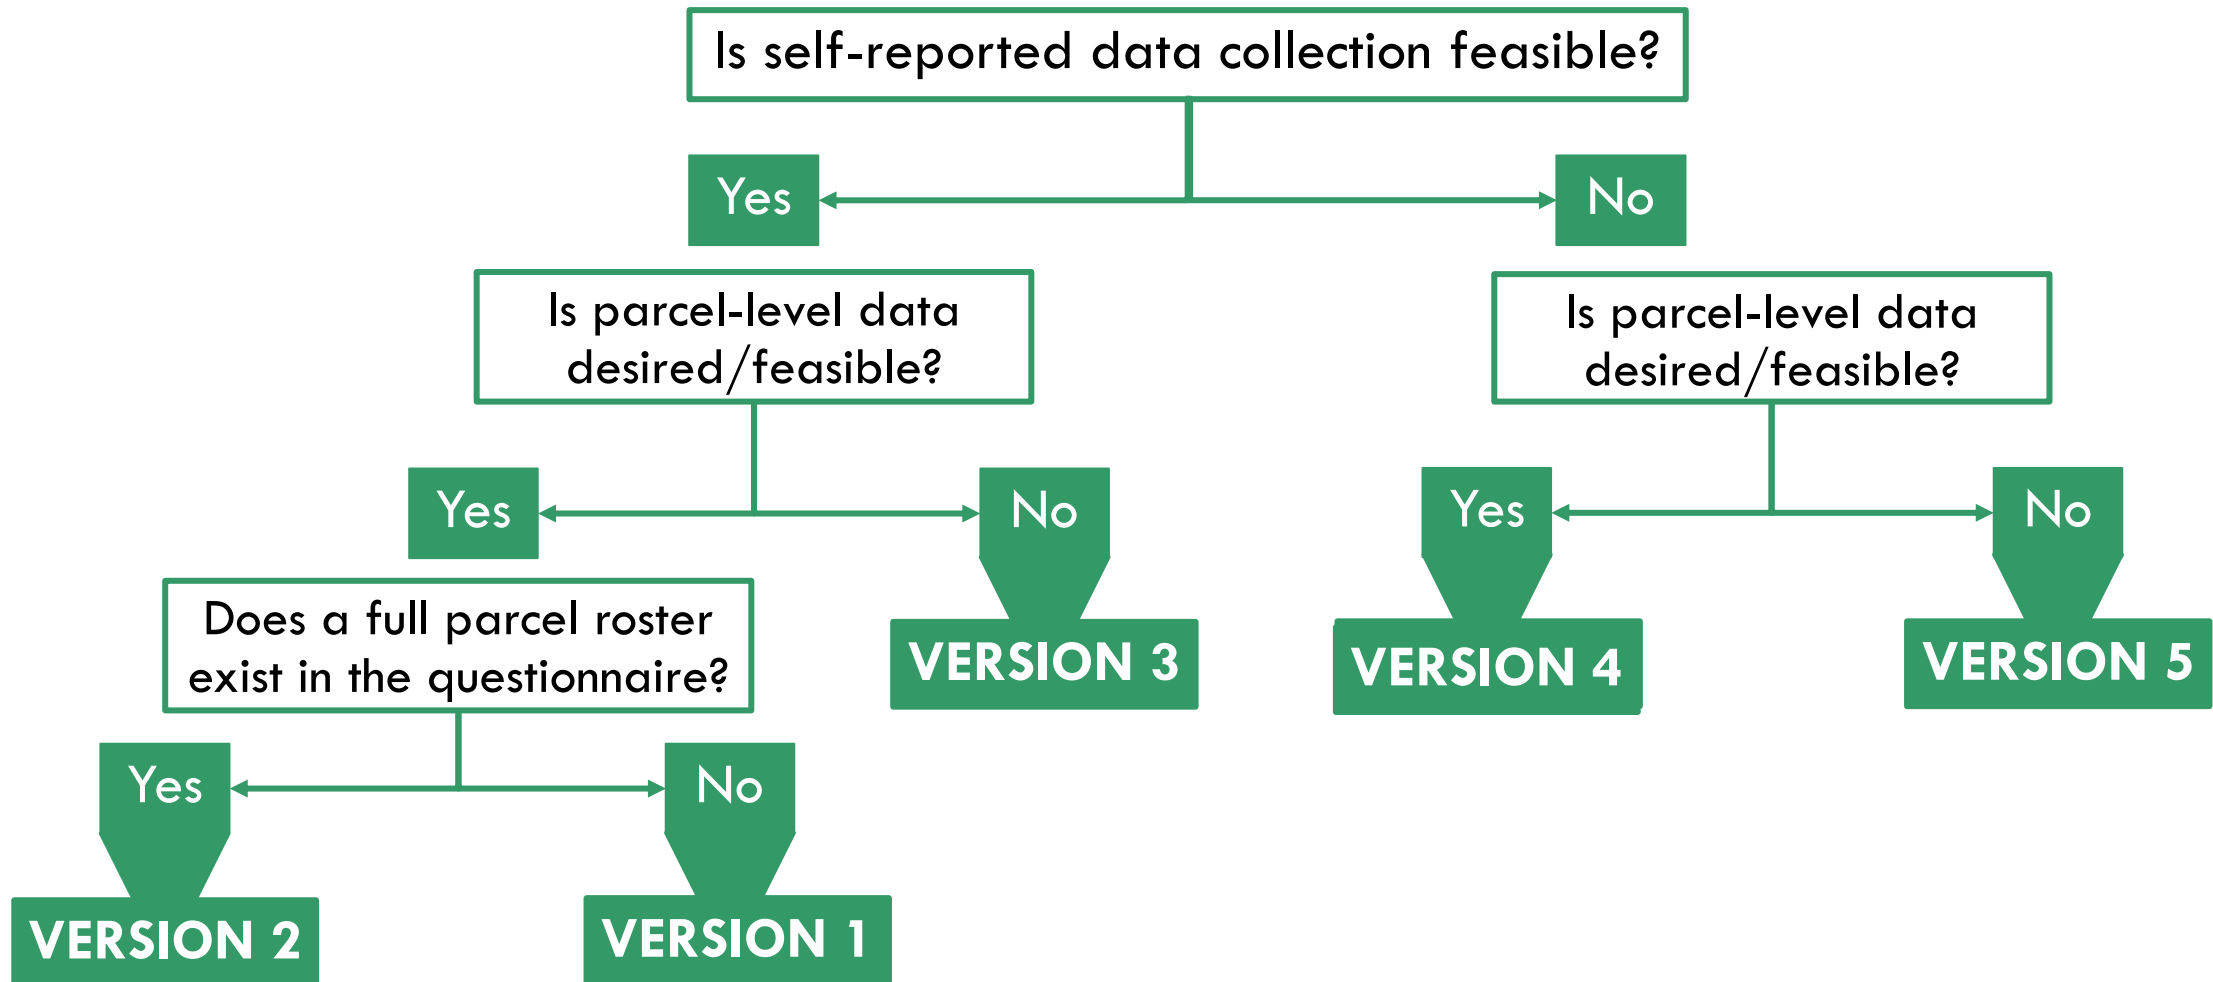 Is self-reported data collection feasible?
Yes
No
Is parcel-level data
desired/feasible?
Is parcel-level data
desired/feasible?
Yes
No
Yes
No
Does a full parcel roster
exist in the questionnaire?
VERSION 3
VERSION 4
VERSION 5
Yes
No
VERSION 2
VERSION 1